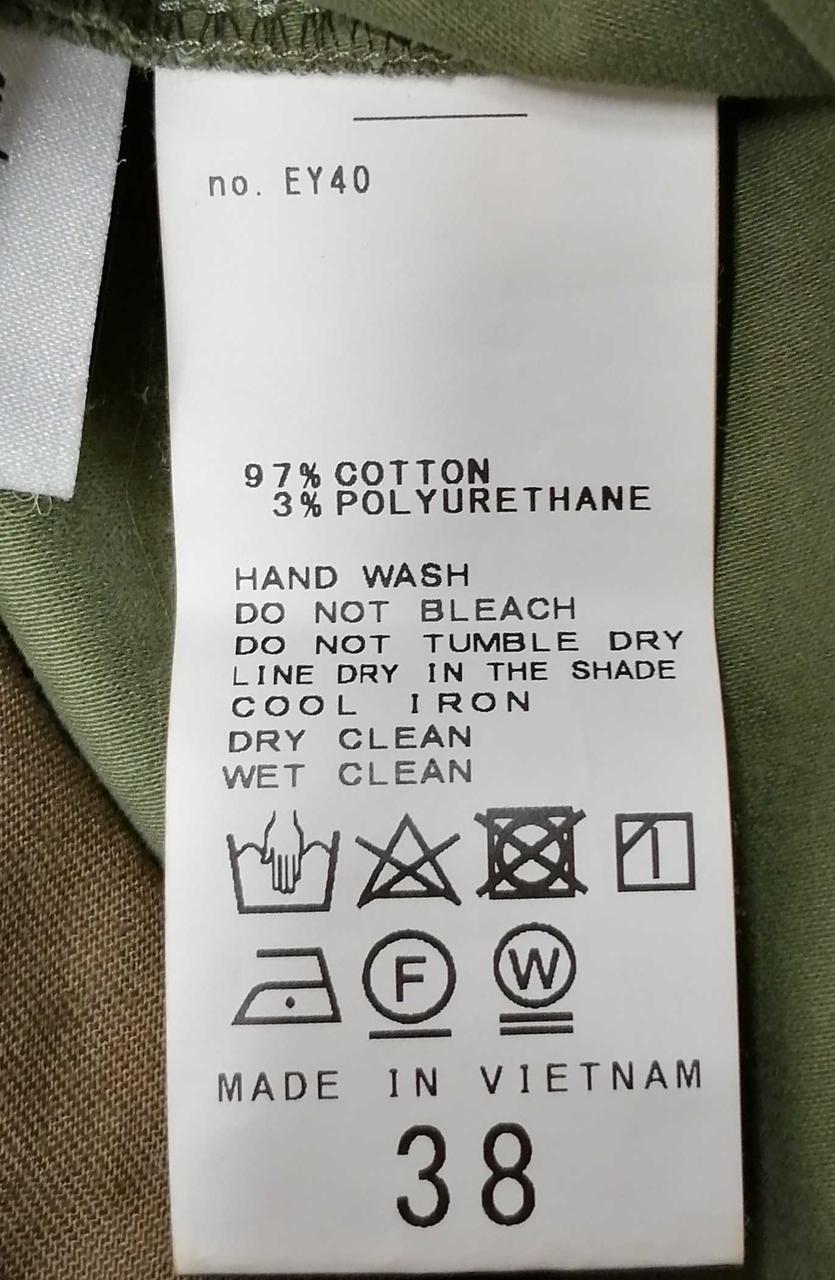 no. EY40
97% COTTON
3% POLYURETHANE
HAND WASH
DO NOT BLEACH
DO NOT TUMBLE DRY
LINE DRY IN THE SHADE
COOL IRON
DRY CLEAN
WET CLEAN
F W
MADE IN VIETNAM
38